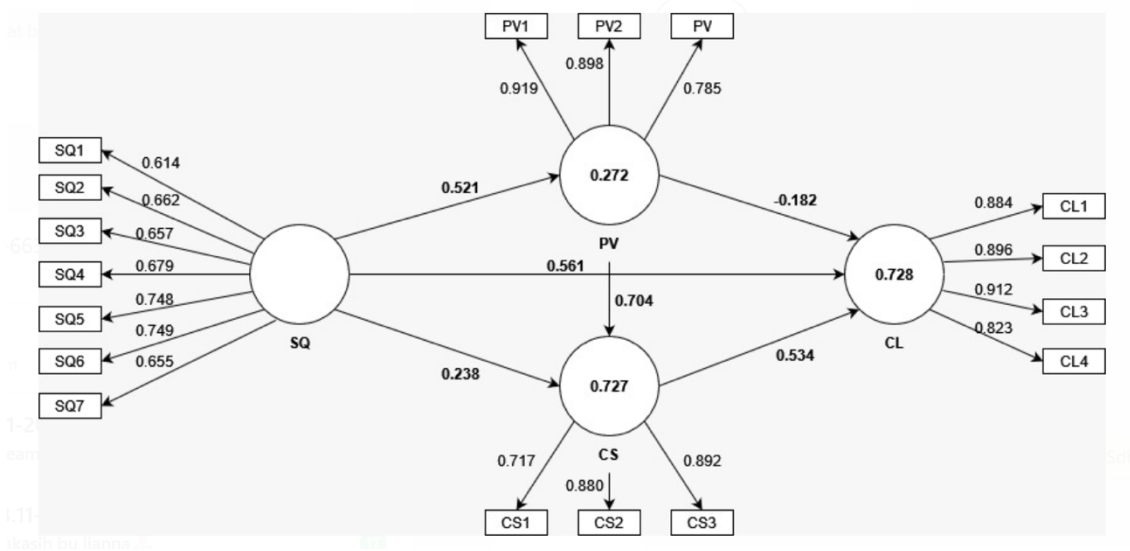 PV1 PV2 PV
0.919 0.898 0.785
SQ1
SQ2
SQ3
SQ4
SQ5
SQ6
SQ7
0.614
0.662
0.657
0.679
0.748
0.749
0.655
SQ
0.521
0.272
PV
-0.182
0.561
0.704
0.238
0.727
CS
0.534
0.728
CL
0.884
0.896
0.912
0.823
CL1
CL2
CL3
CL4
0.717 0.880 0.892
CS1 CS2 CS3